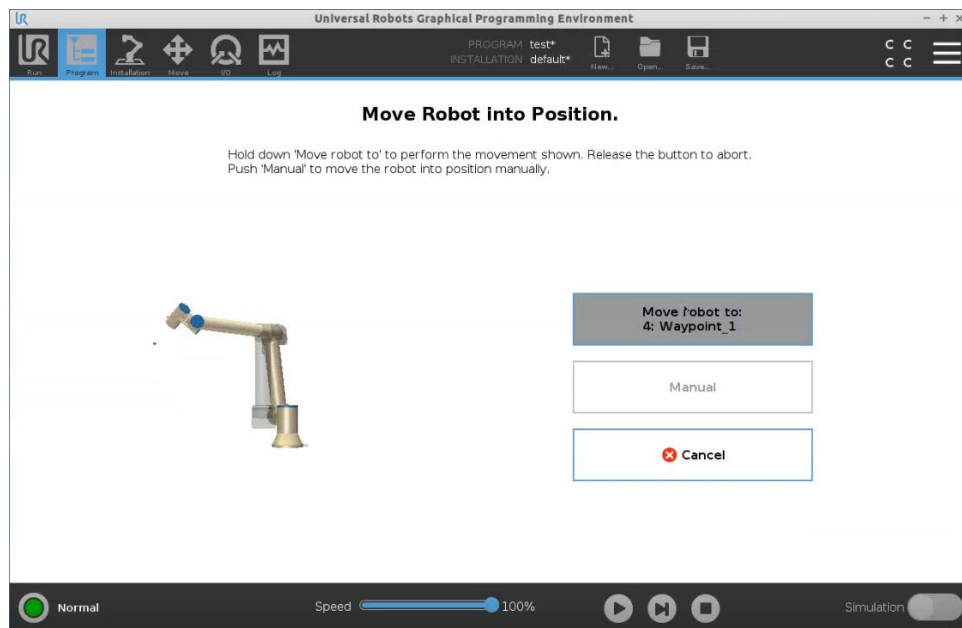 UR
Universal Robots Graphical Programming Environment
UR
Run
Program
Installation
Move
I/O
Log
PROGRAM test*
INSTALLATION default*
New...
Open...
Save...
C C
C C
Move Robot into Position.
Hold down 'Move robot to' to perform the movement shown. Release the button to abort.
Push 'Manual' to move the robot into position manually.
Move robot to:
4: Waypoint_1
Manual
Cancel
Normal
Speed 100%
Simulation